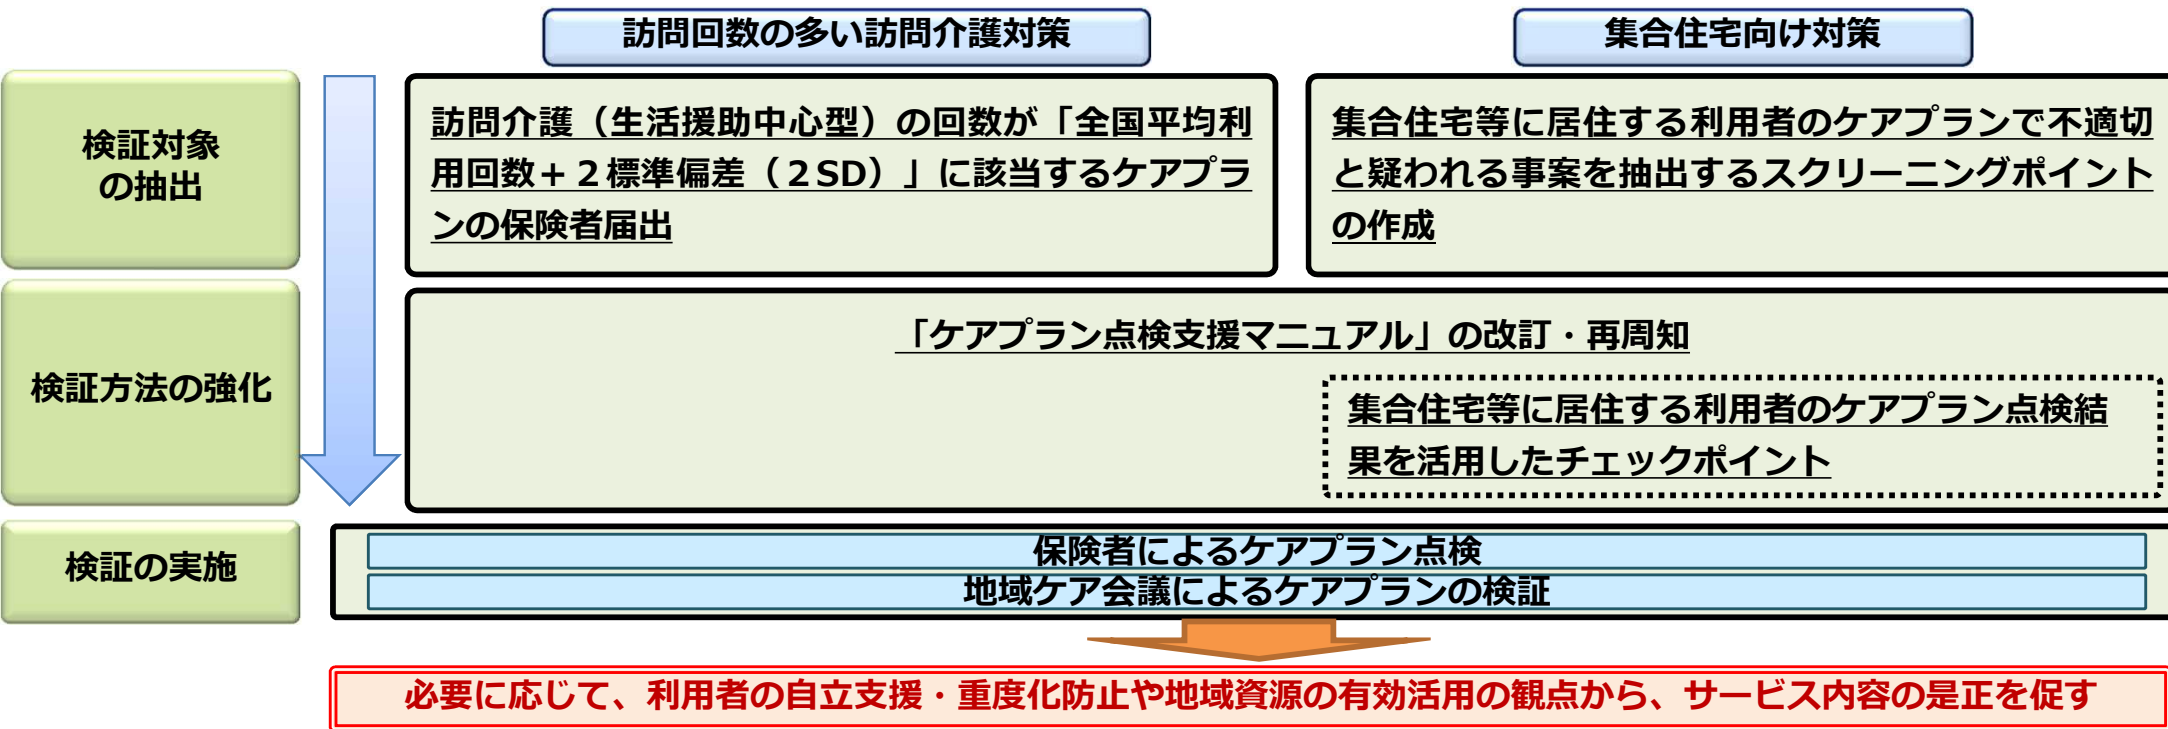 訪問回数の多い訪問介護対策
集合住宅向け対策
検証対象
の抽出
訪問介護（生活援助中心型）の回数が「全国平均利
用回数＋２標準偏差（２SD）」に該当するケアプラ
ンの保険者届出
集合住宅等に居住する利用者のケアプランで不適切
と疑われる事案を抽出するスクリーニングポイント
の作成
検証方法の強化
「ケアプラン点検支援マニュアル」の改訂・再周知
集合住宅等に居住する利用者のケアプラン点検結
果を活用したチェックポイント
検証の実施
保険者によるケアプラン点検
地域ケア会議によるケアプランの検証
必要に応じて、利用者の自立支援・重度化防止や地域資源の有効活用の観点から、サービス内容の是正を促す